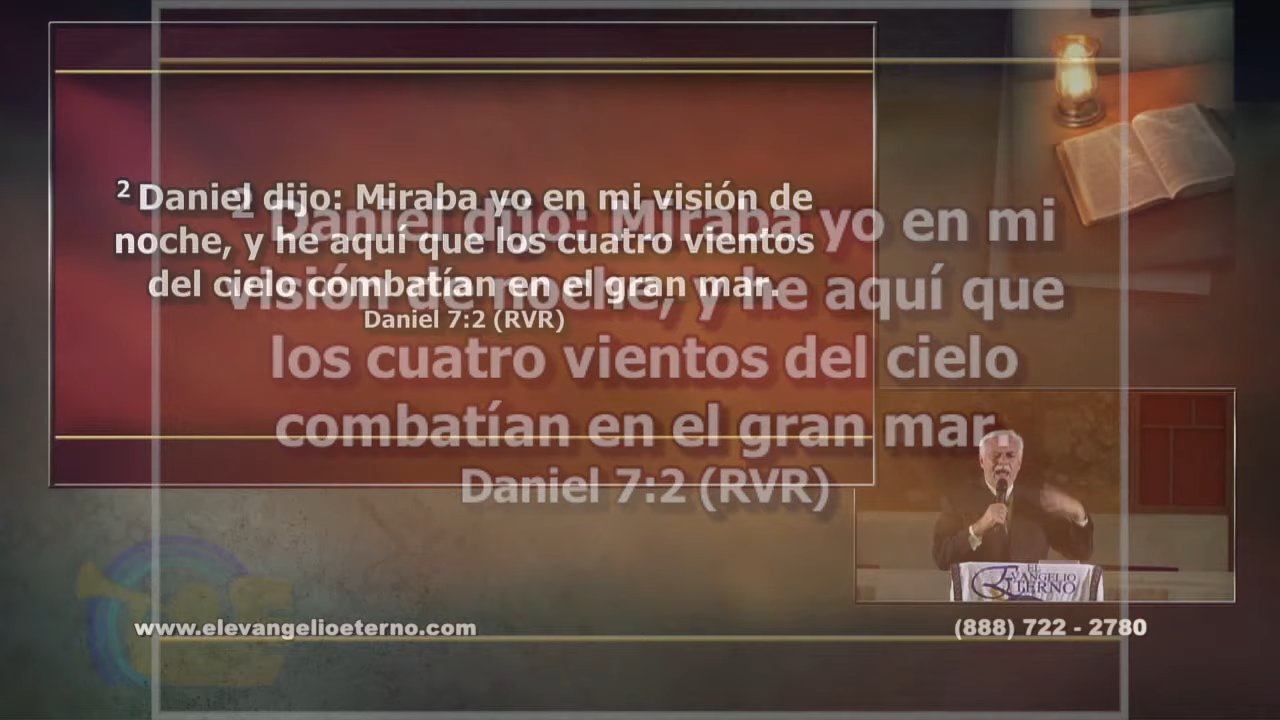 ² Daniel dijo: Miraba yo en mi visión de
noche, y he aquí que los cuatro vientos
del cielo combatían en el gran mar.
Daniel 7:2 (RVR)
2 Daniel dijo: Miraba yo en mi
visión de noche, y he aquí que
los cuatro vientos del cielo
combatían en el gran mar.
Daniel 7:2 (RVR)
EL
EVANGELIO
ETERNO
www.elevangelioeterno.com
(888) 722 - 2780